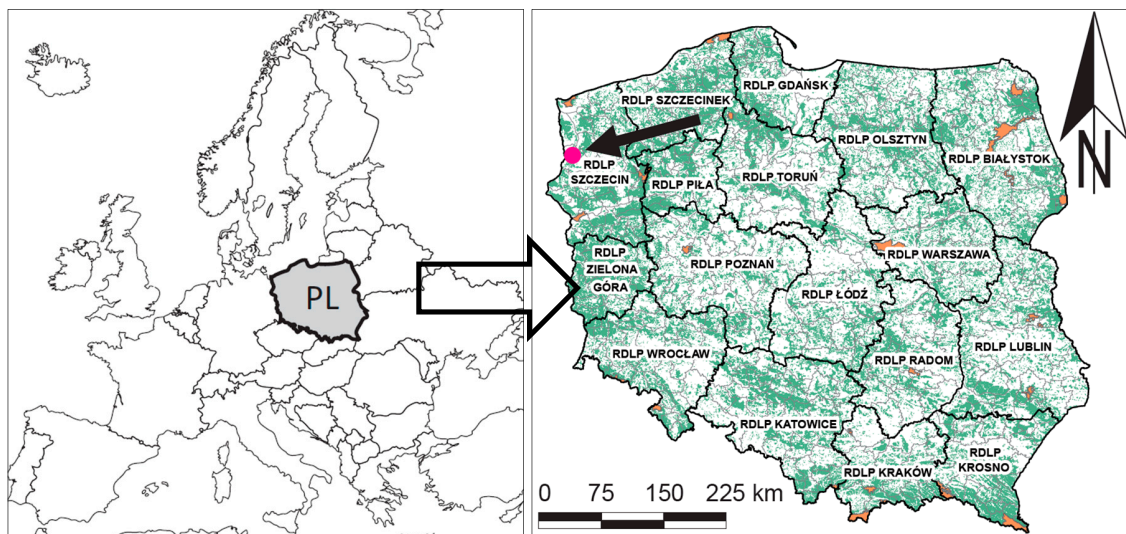 PL
RDLP GDAŃSK
RDLP SZCZECINEK
RDLP OLSZTYN
RDLP BIAŁYSTOK
RDLP
SZCZECIN
RDLP PIŁA
RDLP TORUŃ
N
RDLP
ZIELONA
GÓRA
RDLP POZNAŃ
RDLP WARSZAWA
RDLP ŁÓDŹ
RDLP WROCŁAW
RDLP RADOM
RDLP LUBLIN
RDLP KATOWICE
RDLP KRAKÓW
RDLP
KROSNO
0 75 150 225 km